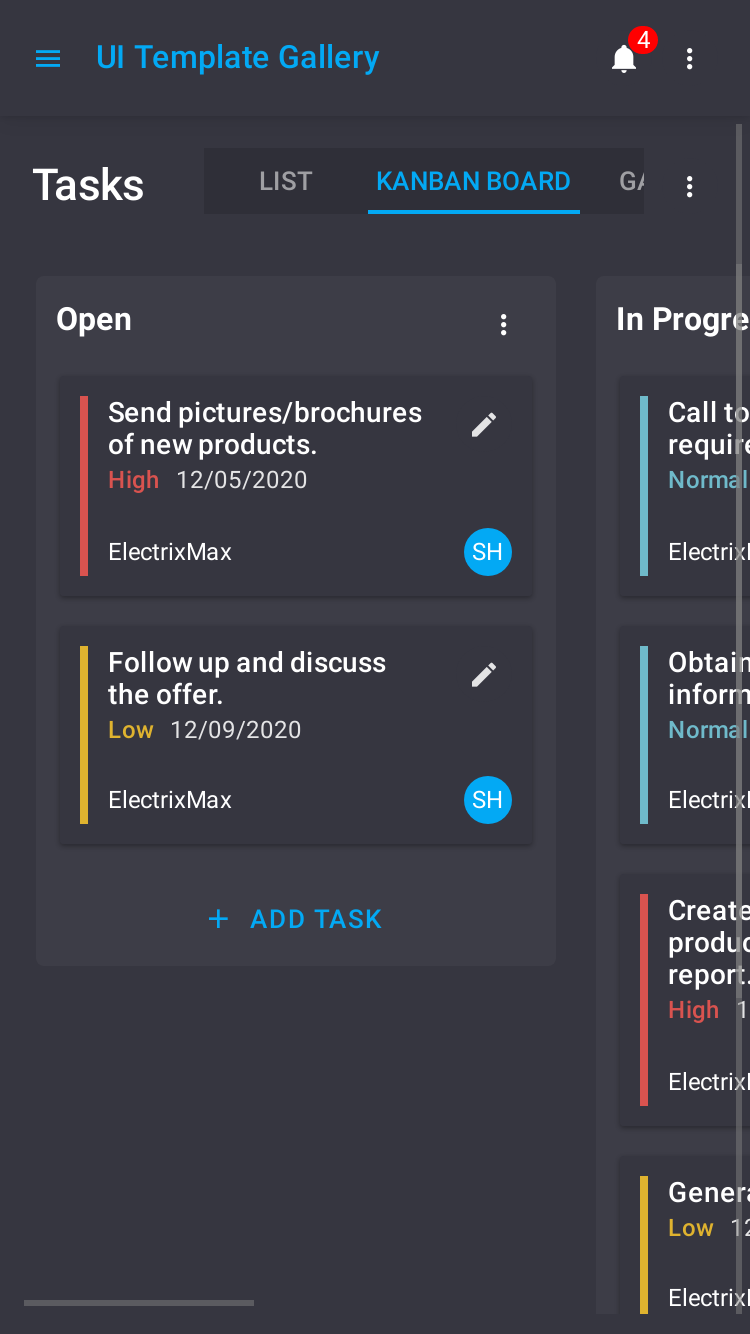 UI Template Gallery
4
Tasks
LIST
KANBAN BOARD
Open
Send pictures/brochures
of new products.
High 12/05/2020
ElectrixMax
SH
Follow up and discuss
the offer.
Low 12/09/2020
ElectrixMax
SH
+ ADD TASK
In Progre
Call to
require
Normal
Electrix
Obtain
inform
Normal
Electrix
Create
produc
report.
High 1
Electrix
Genera
Low 12
Electrix